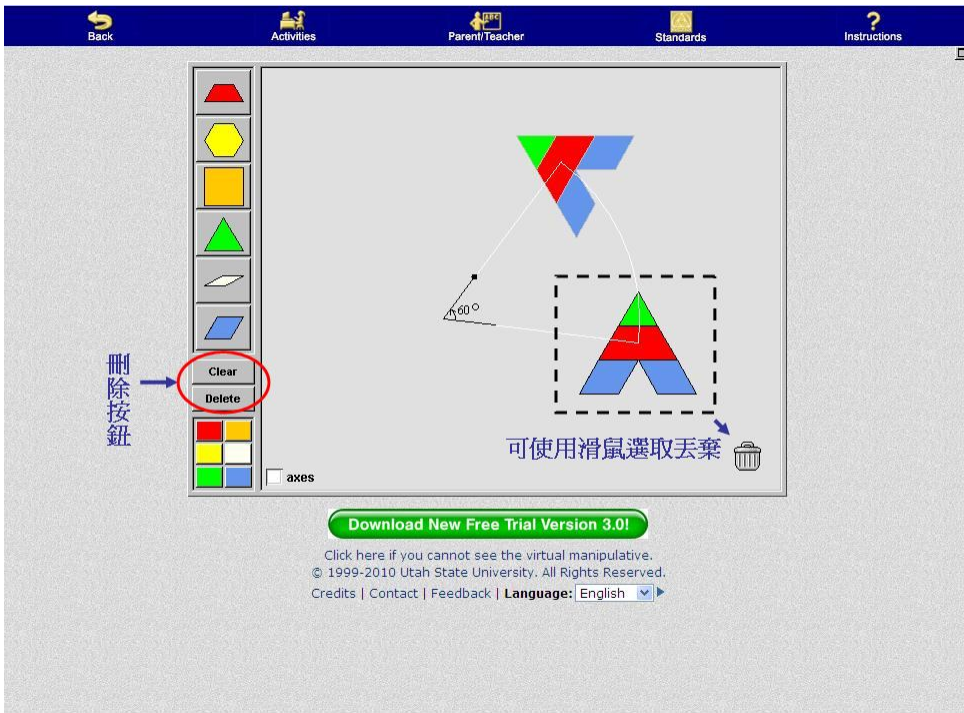 Back
Activities
ABC
Parent/Teacher
Standards
?
Instructions
60°
Clear
Delete
刪除按鈕
可使用滑鼠選取丟棄
axes
Download New Free Trial Version 3.0!
Click here if you cannot see the virtual manipulative.
© 1999-2010 Utah State University. All Rights Reserved.
Credits | Contact | Feedback | Language: English